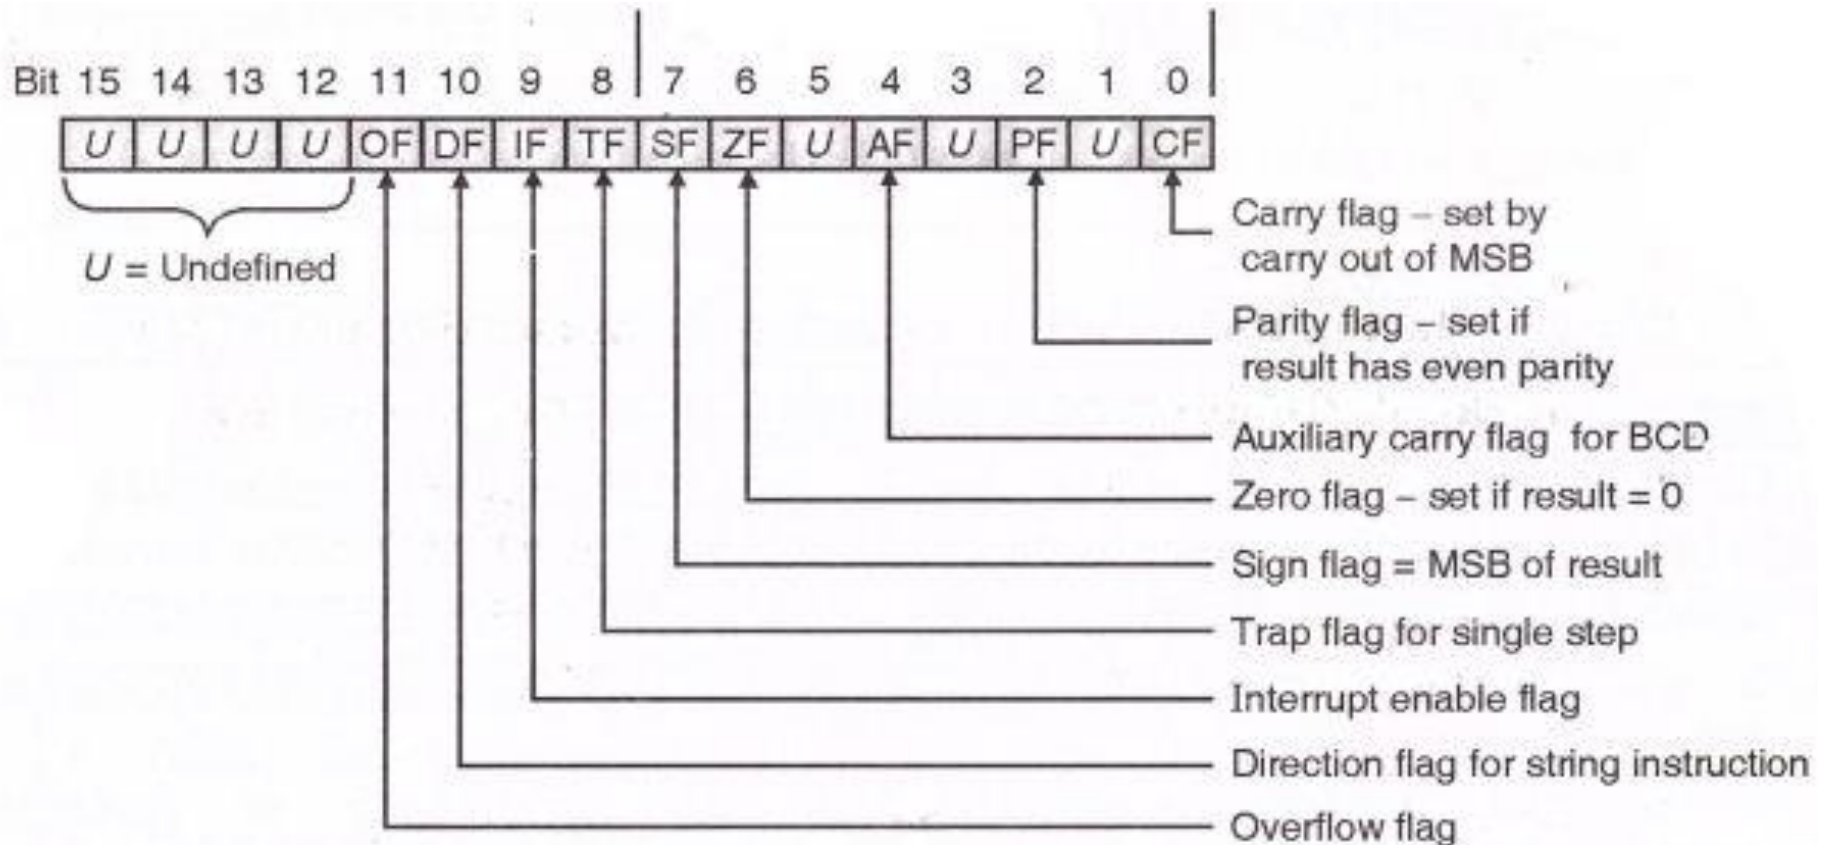 Bit 15 14 13 12 11 10 9 8 7 6 5 4 3 2 1 0
U U U U OF DF IF TF SF ZF U AF U PF U CF
U = Undefined
Carry flag – set by
carry out of MSB
Parity flag – set if
result has even parity
Auxiliary carry flag for BCD
Zero flag – set if result = 0
Sign flag = MSB of result
Trap flag for single step
Interrupt enable flag
Direction flag for string instruction
Overflow flag